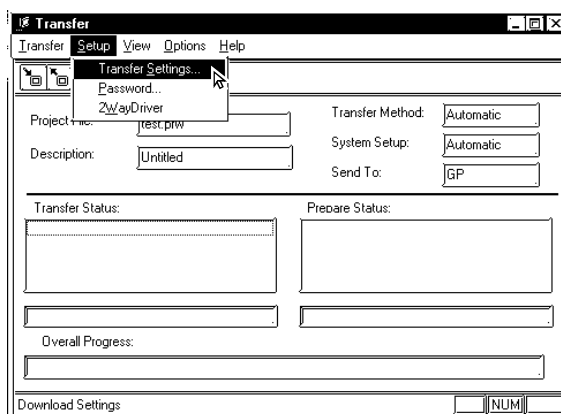 Transfer
Transfer Setup View Options Help
Transfer Settings...
Password...
2WayDriver
Project File: test.prw
Description: Untitled
Transfer Method: Automatic
System Setup: Automatic
Send To: GP
Transfer Status:
Prepare Status:
Overall Progress:
Download Settings
NUM